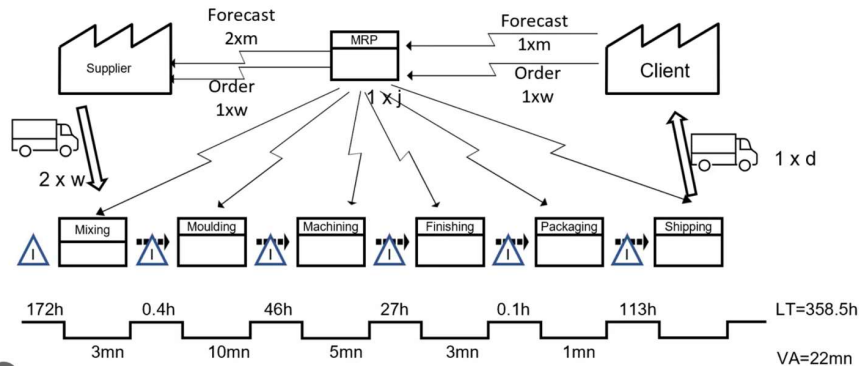 Forecast
2xm
Forecast
1xm
MRP
Supplier
Client
Order
1xw
Order
1xw
1 x j
2 x w
1 x d
Mixing
Moulding
Machining
Finishing
Packaging
Shipping
I
I
I
I
I
I
172h
0.4h
46h
27h
0.1h
113h
LT=358.5h
3mn
10mn
5mn
3mn
1mn
VA=22mn